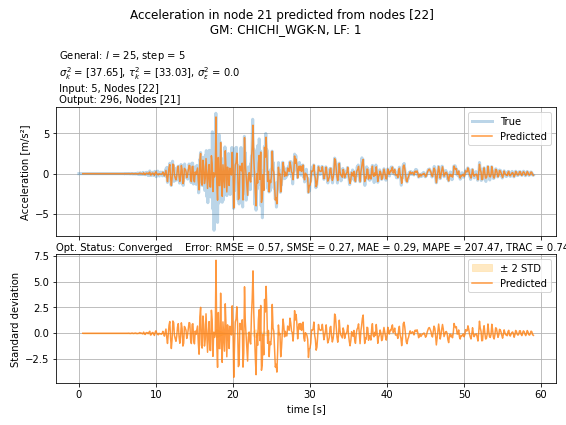 Acceleration in node 21 predicted from nodes [22]
GM: CHICHI_WGK-N, LF: 1
General: l = 25, step = 5
σ²ₖ = [37.65], τ²ₖ = [33.03], σ²ε = 0.0
Input: 5, Nodes [22]
Output: 296, Nodes [21]
True
Predicted
5
0
−5
Acceleration [m/s²]
Opt. Status: Converged Error: RMSE = 0.57, SMSE = 0.27, MAE = 0.29, MAPE = 207.47, TRAC = 0.74
± 2 STD
Predicted
7.5
5.0
2.5
0.0
−2.5
Standard deviation
0 10 20 30 40 50 60
time [s]